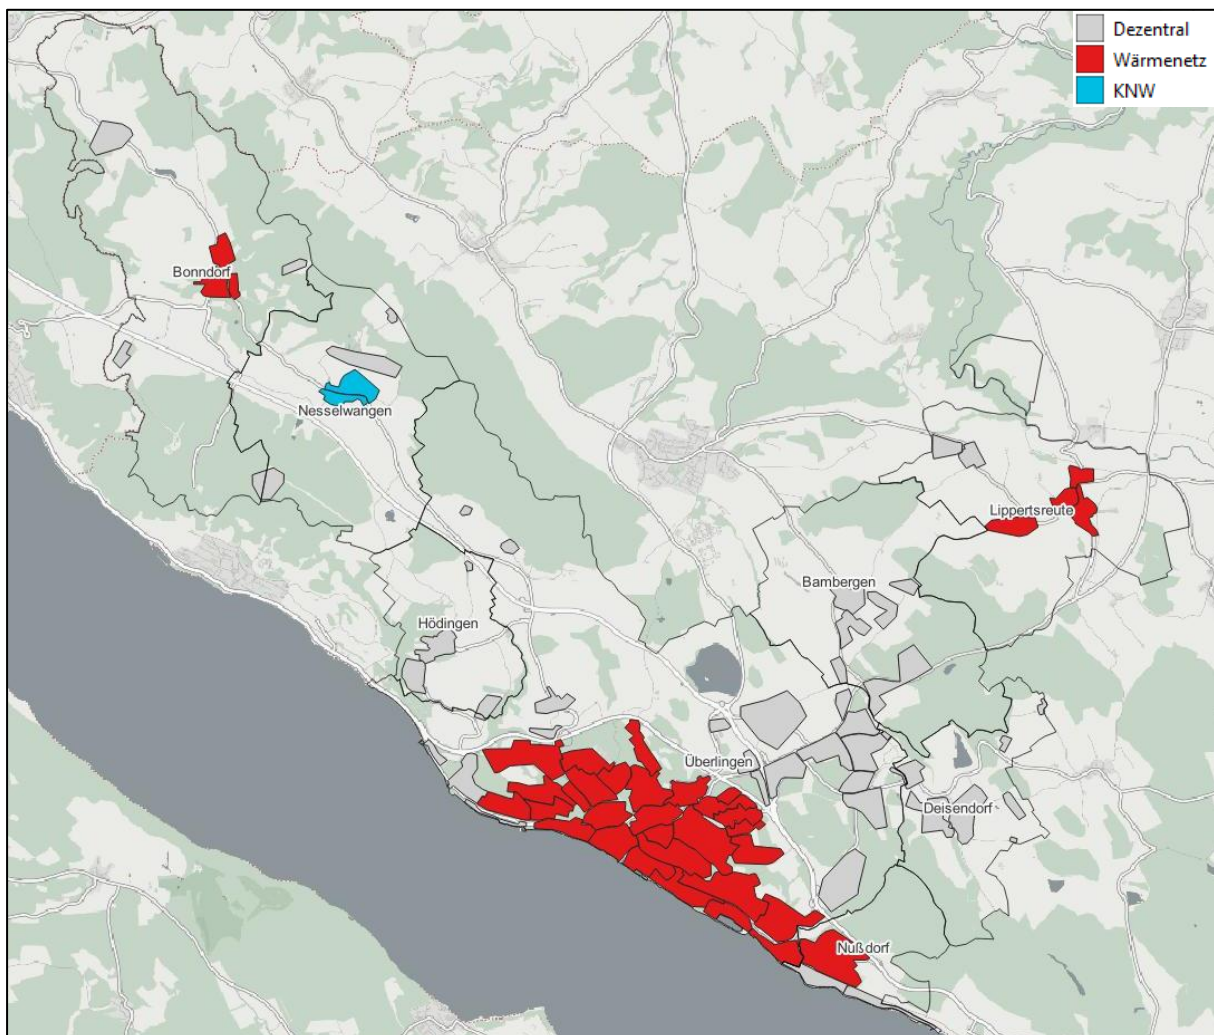 Dezentral
Wärmenetz
KNW
Bonndorf
Nesselwangen
Lippertsreute
Bambergen
Hödingen
Überlingen
Deisendorf
Nußdorf